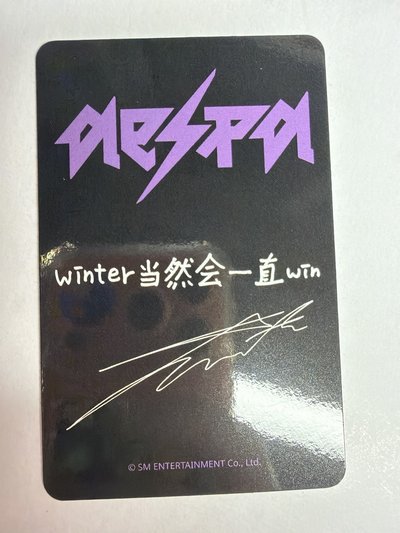 aespa
winter当然会一直win
© SM ENTERTAINMENT Co., Ltd.